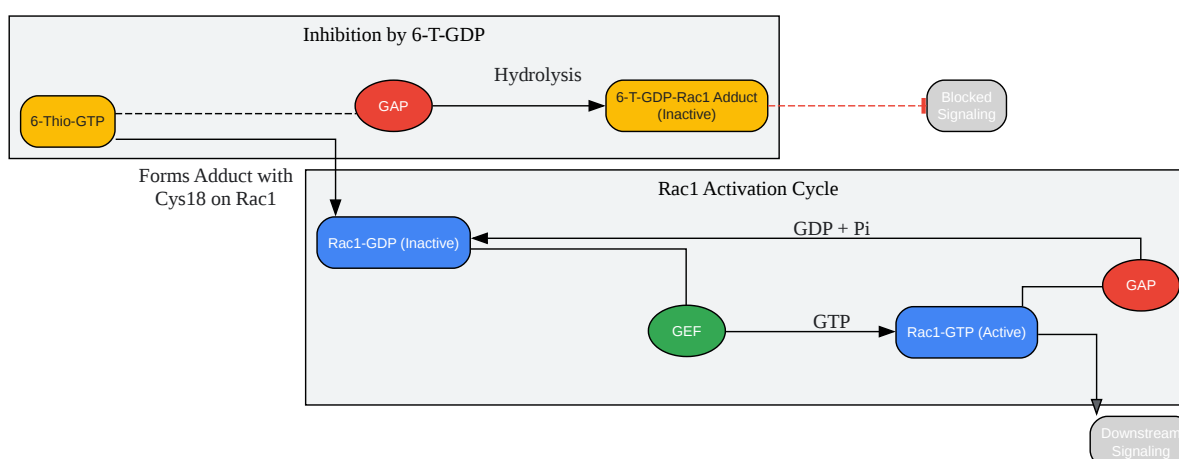 Inhibition by 6-T-GDP
Hydrolysis
6-Thio-GTP
GAP
6-T-GDP-Rac1 Adduct
(Inactive)
Blocked
Signaling
Forms Adduct with
Cys18 on Rac1
Rac1 Activation Cycle
Rac1-GDP (Inactive)
GDP + Pi
GAP
GEF
GTP
Rac1-GTP (Active)
Downstream
Signaling